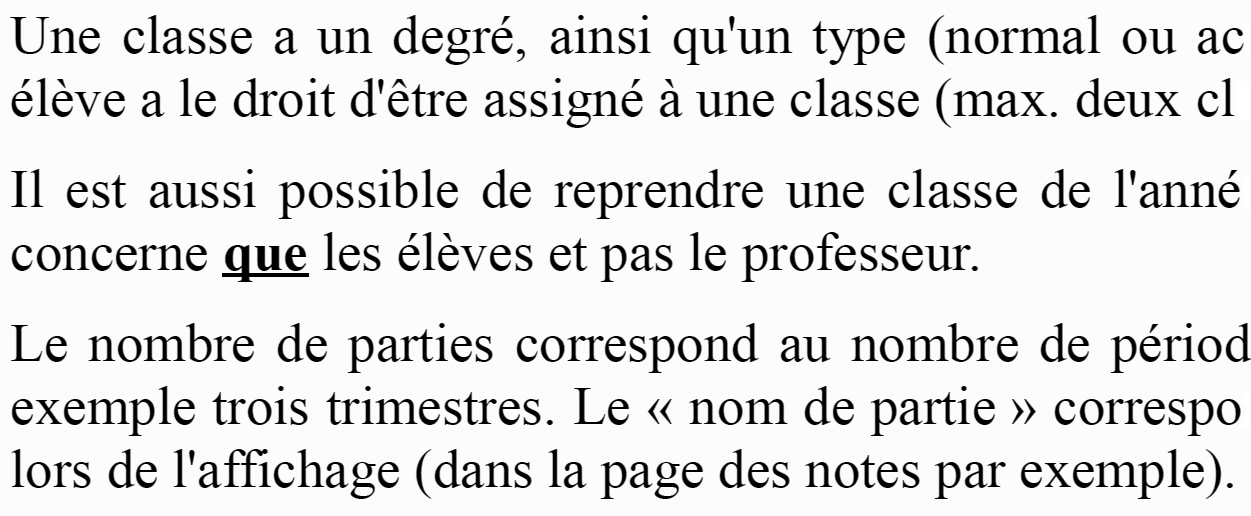 Une classe a un degré, ainsi qu'un type (normal ou ac
élève a le droit d'être assigné à une classe (max. deux cl
Il est aussi possible de reprendre une classe de l'anné
concerne que les élèves et pas le professeur.
Le nombre de parties correspond au nombre de périod
exemple trois trimestres. Le « nom de partie » correspo
lors de l'affichage (dans la page des notes par exemple).